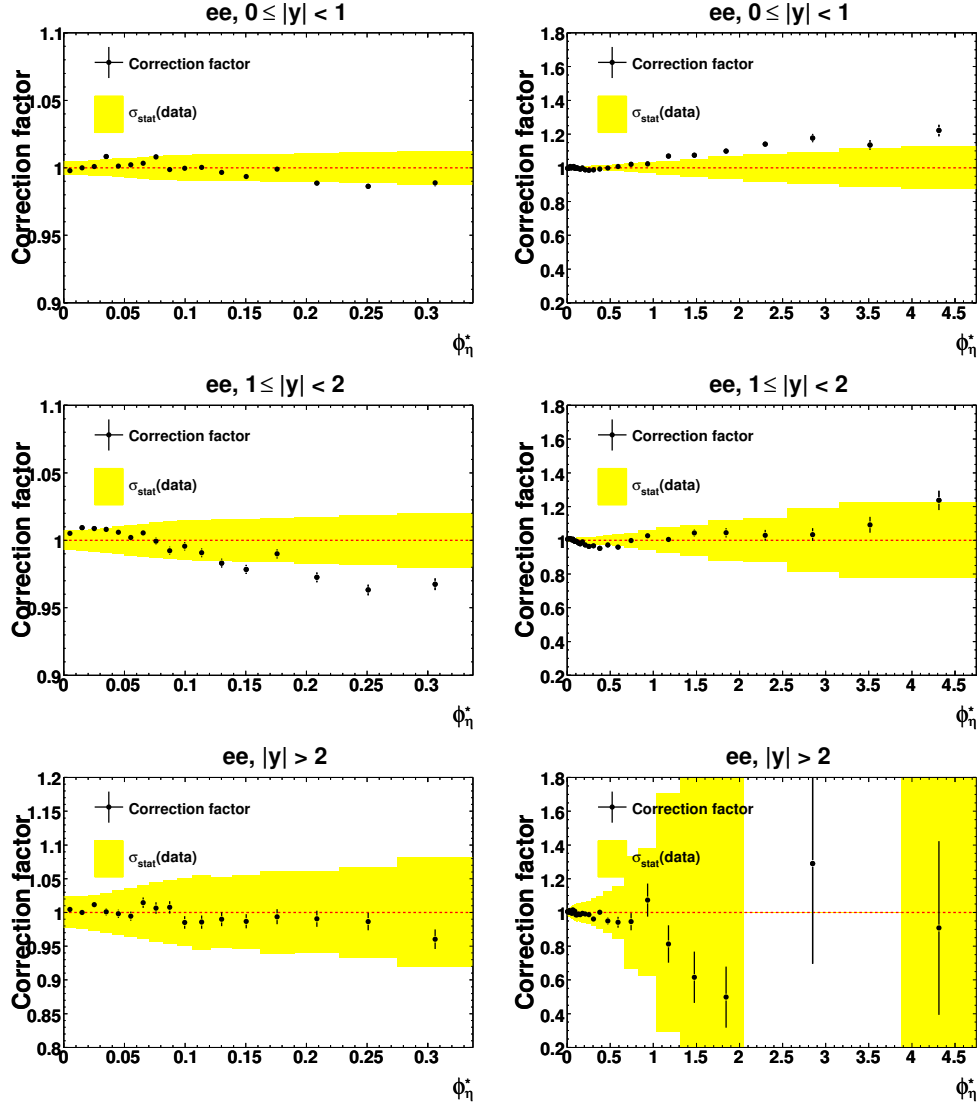 ee, 0 ≤ |y| < 1
Correction factor
1.1
1.05
1
0.95
0.9
Correction factor
σstat(data)
0 0.05 0.1 0.15 0.2 0.25 0.3
ϕ*η
ee, 0 ≤ |y| < 1
Correction factor
1.8
1.6
1.4
1.2
1
0.8
0.6
0.4
0.2
Correction factor
σstat(data)
0 0.5 1 1.5 2 2.5 3 3.5 4 4.5
ϕ*η
ee, 1 ≤ |y| < 2
Correction factor
1.1
1.05
1
0.95
0.9
Correction factor
σstat(data)
0 0.05 0.1 0.15 0.2 0.25 0.3
ϕ*η
ee, 1 ≤ |y| < 2
Correction factor
1.8
1.6
1.4
1.2
1
0.8
0.6
0.4
0.2
Correction factor
σstat(data)
0 0.5 1 1.5 2 2.5 3 3.5 4 4.5
ϕ*η
ee, |y| > 2
Correction factor
1.2
1.15
1.1
1.05
1
0.95
0.9
0.85
0.8
Correction factor
σstat(data)
0 0.05 0.1 0.15 0.2 0.25 0.3
ϕ*η
ee, |y| > 2
Correction factor
1.8
1.6
1.4
1.2
1
0.8
0.6
0.4
0.2
Correction factor
σstat(data)
0 0.5 1 1.5 2 2.5 3 3.5 4 4.5
ϕ*η